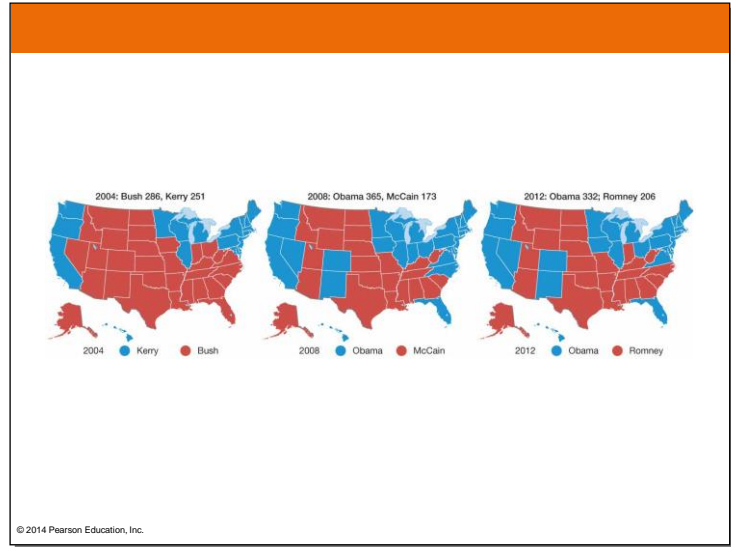 2004: Bush 286, Kerry 251
2008: Obama 365, McCain 173
2012: Obama 332; Romney 206
2004 Kerry Bush
2008 Obama McCain
2012 Obama Romney
© 2014 Pearson Education, Inc.